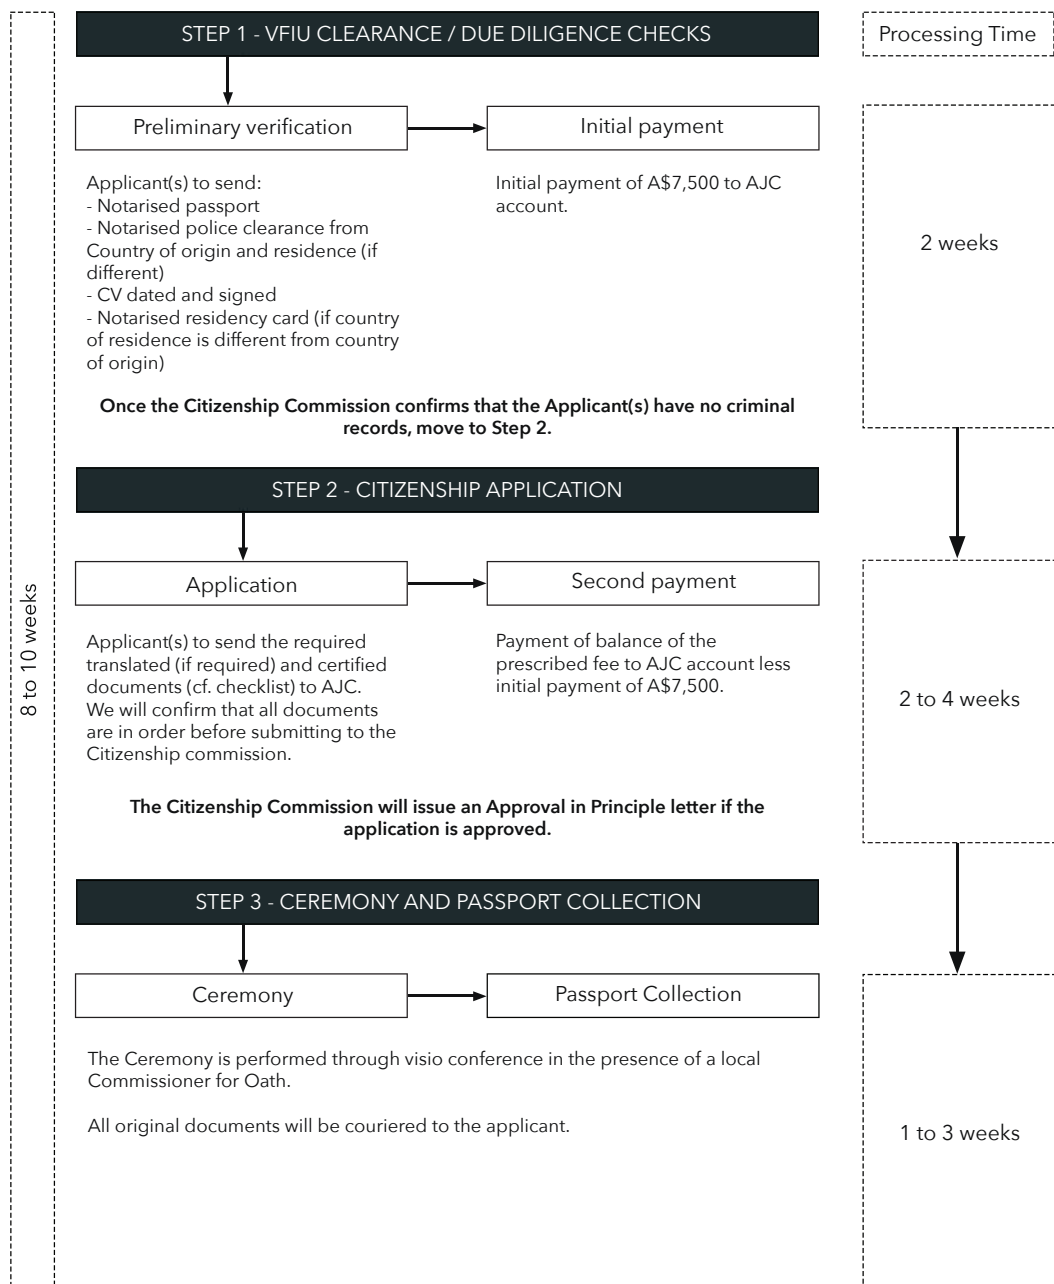 STEP 1 - VFIU CLEARANCE / DUE DILIGENCE CHECKS
Processing Time
Preliminary verification
Initial payment
Applicant(s) to send:
- Notarised passport
- Notarised police clearance from
Country of origin and residence (if
different)
- CV dated and signed
- Notarised residency card (if country
of residence is different from country
of origin)
Initial payment of A$7,500 to AJC
account.
2 weeks
Once the Citizenship Commission confirms that the Applicant(s) have no criminal
records, move to Step 2.
STEP 2 - CITIZENSHIP APPLICATION
Application
Second payment
Applicant(s) to send the required
translated (if required) and certified
documents (cf. checklist) to AJC.
We will confirm that all documents
are in order before submitting to the
Citizenship commission.
Payment of balance of the
prescribed fee to AJC account less
initial payment of A$7,500.
2 to 4 weeks
8 to 10 weeks
The Citizenship Commission will issue an Approval in Principle letter if the
application is approved.
STEP 3 - CEREMONY AND PASSPORT COLLECTION
Ceremony
Passport Collection
The Ceremony is performed through visio conference in the presence of a local
Commissioner for Oath.
All original documents will be couriered to the applicant.
1 to 3 weeks